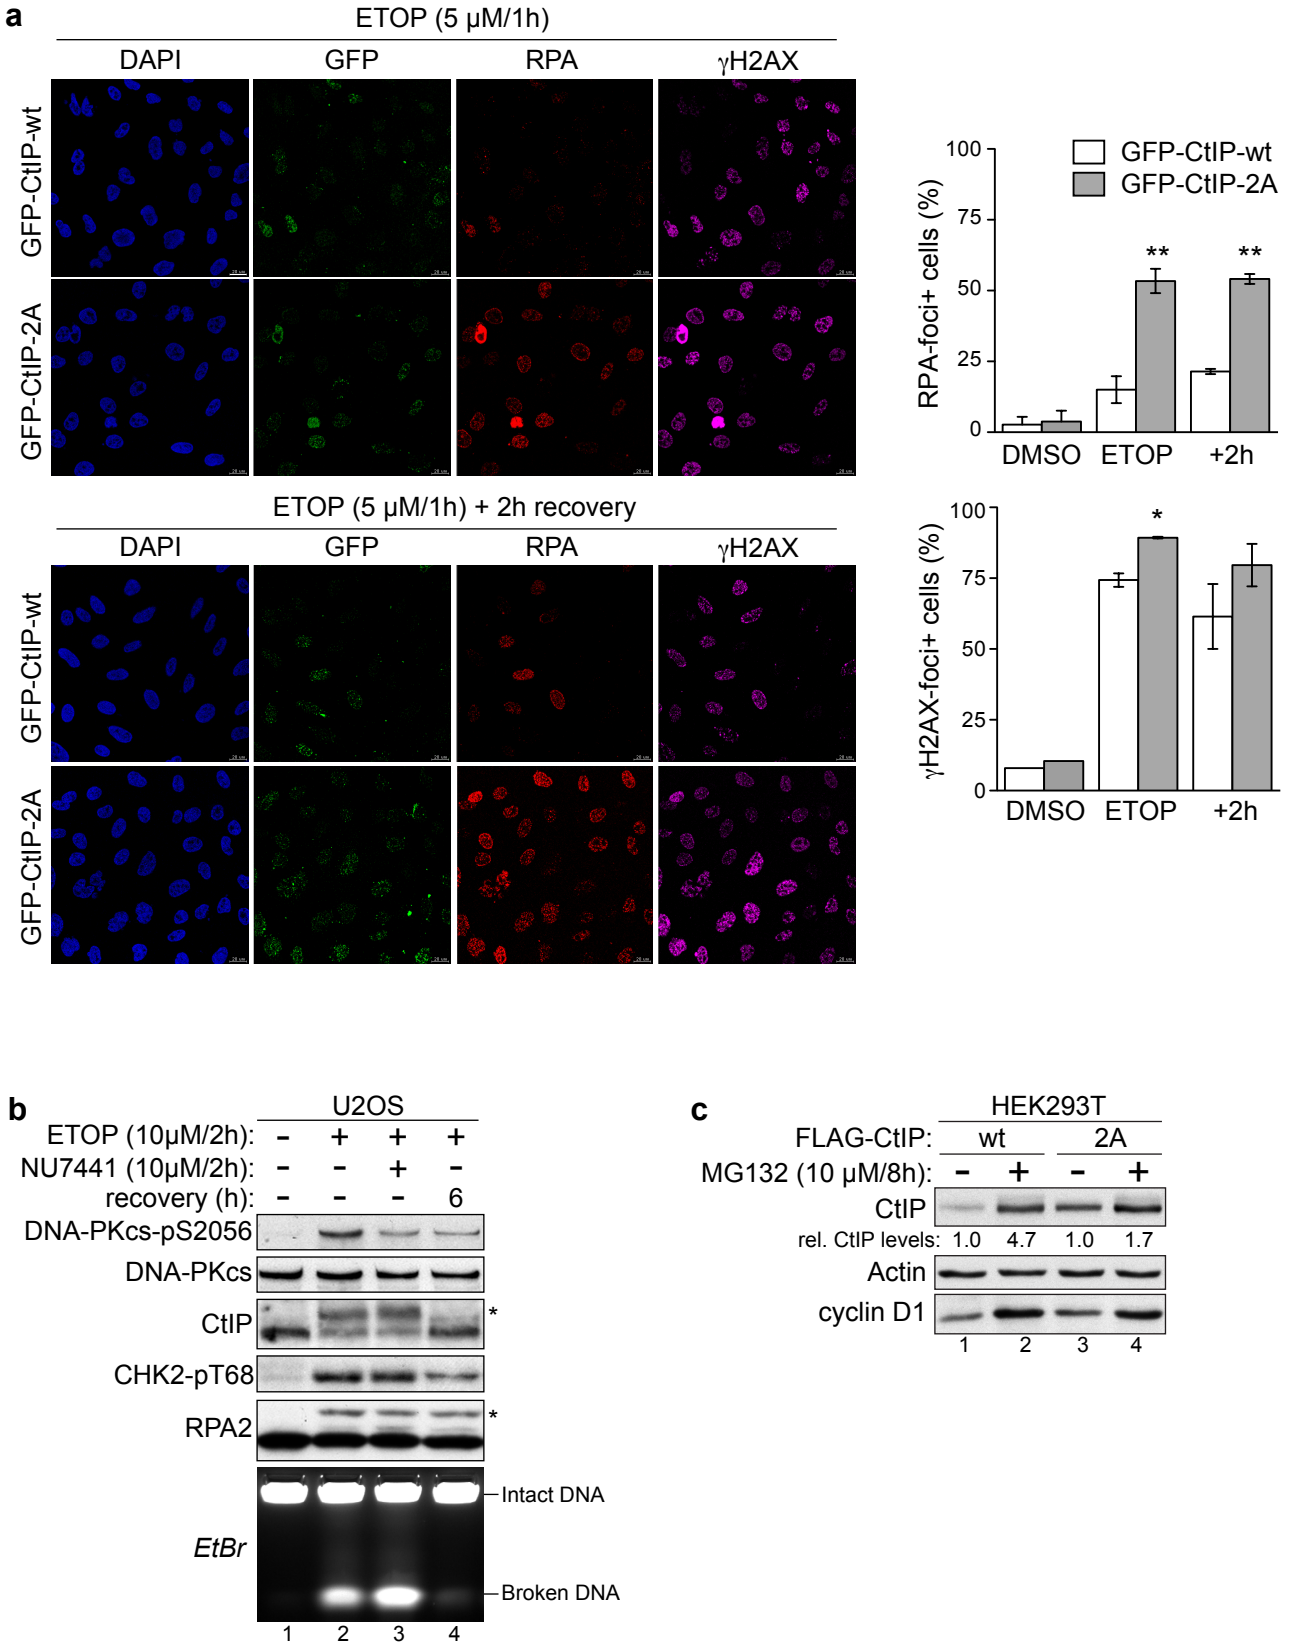 a
ETOP (5 µM/1h)
DAPI GFP RPA γH2AX
GFP-CtIP-wt
GFP-CtIP-2A
ETOP (5 µM/1h) + 2h recovery
DAPI GFP RPA γH2AX
GFP-CtIP-wt
GFP-CtIP-2A
GFP-CtIP-wt
GFP-CtIP-2A
RPA-foci+ cells (%)
100
75
50
25
0
** **
DMSO ETOP +2h
γH2AX-foci+ cells (%)
100
75
50
25
0
*
DMSO ETOP +2h
b
U2OS
ETOP (10µM/2h): - + + +
NU7441 (10µM/2h): - - + -
recovery (h): - - - 6
DNA-PKcs-pS2056
DNA-PKcs
CtIP *
CHK2-pT68
RPA2 *
EtBr
Intact DNA
Broken DNA
1 2 3 4
c
HEK293T
FLAG-CtIP: wt 2A
MG132 (10 µM/8h): - + - +
CtIP
rel. CtIP levels: 1.0 4.7 1.0 1.7
Actin
cyclin D1
1 2 3 4